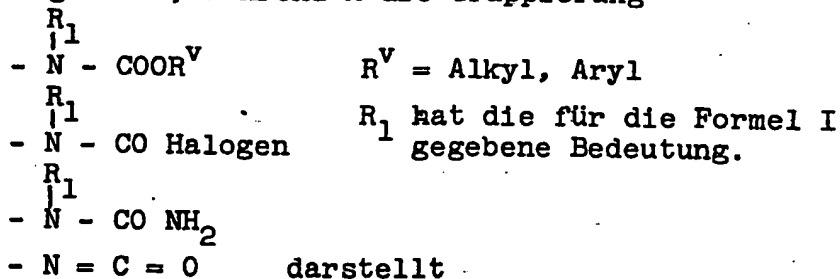 R1
- N - COOR^V R^V = Alkyl, Aryl
R1
R1 hat die für die Formel I
- N - CO Halogen gegebene Bedeutung.
R1
- N - CO NH2
- N = C = O darstellt